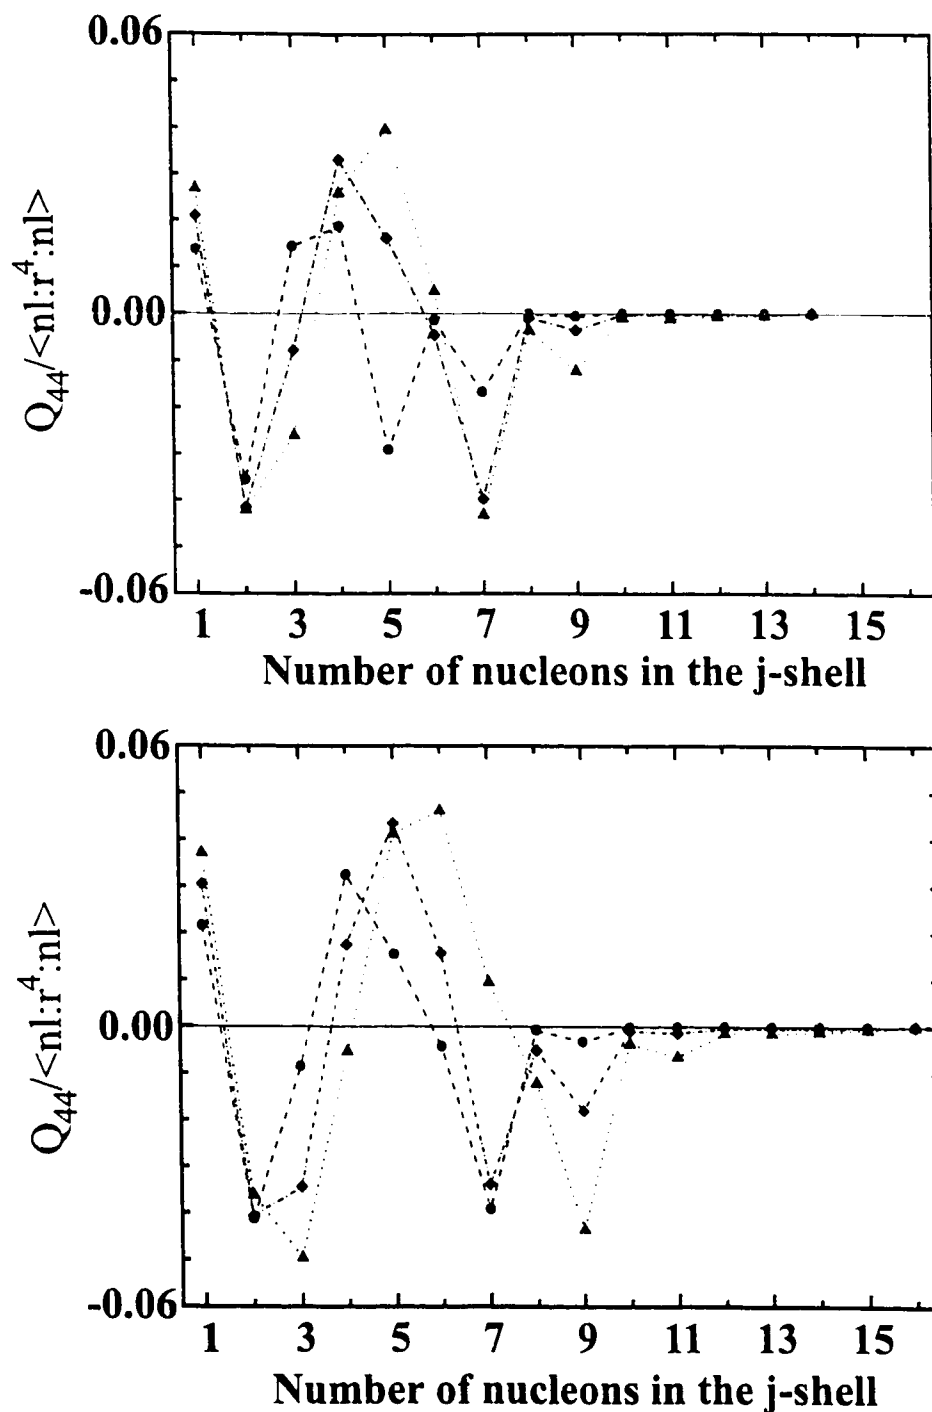 0.06
0.00
-0.06
Q44/<nl:r4:nl>
1 3 5 7 9 11 13 15
Number of nucleons in the j-shell
0.06
0.00
-0.06
Q44/<nl:r4:nl>
1 3 5 7 9 11 13 15
Number of nucleons in the j-shell